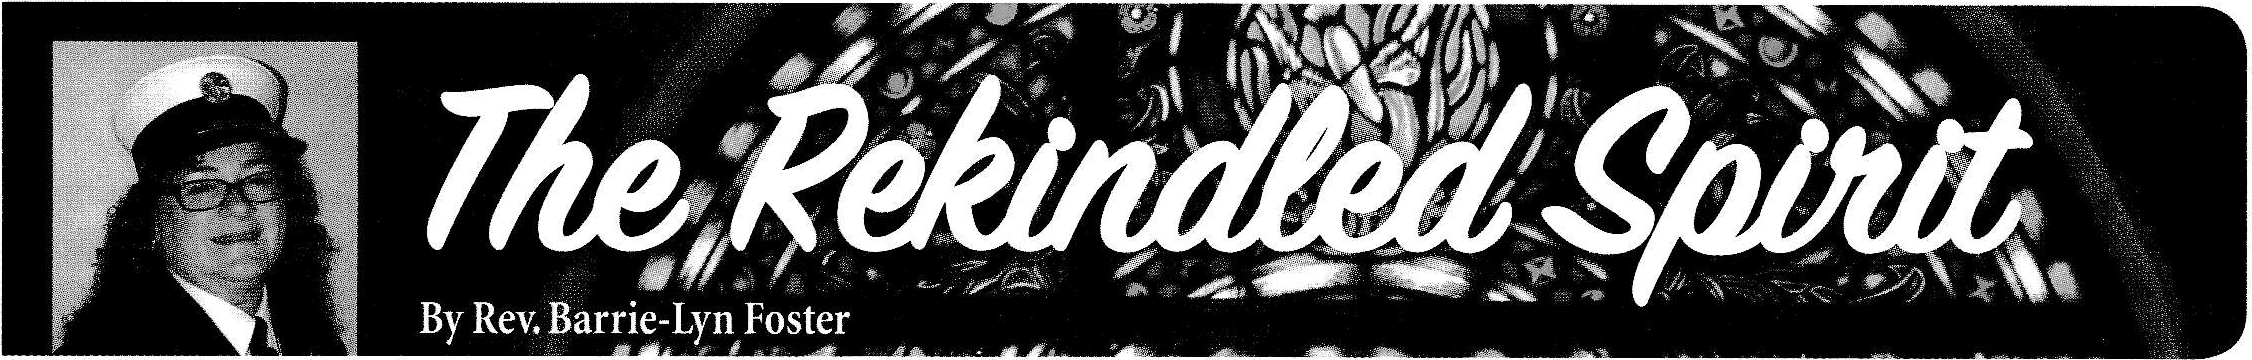 The Rekindled Spirit
By Rev. Barrie-Lyn Foster